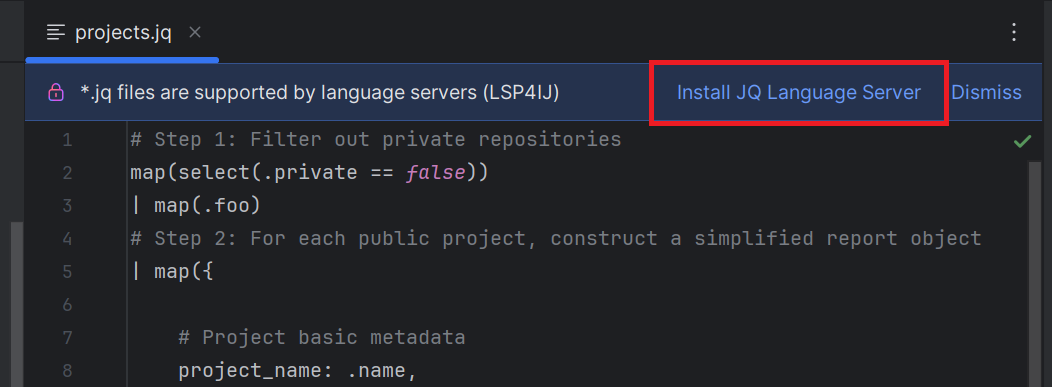 projects.jq
*.jq files are supported by language servers (LSP4IJ) Install JQ Language Server Dismiss
1 # Step 1: Filter out private repositories
2 map(select(.private == false))
3 | map(.foo)
4 # Step 2: For each public project, construct a simplified report object
5 | map({
6
7 # Project basic metadata
8 project_name: .name,